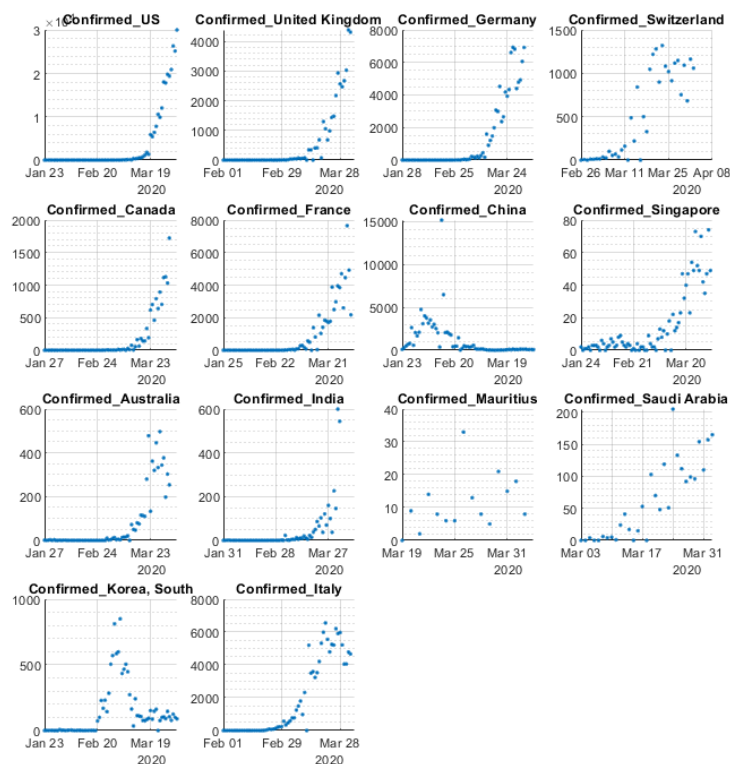 Confirmed_US
× 10
3
2
1
0
Jan 23 Feb 20 Mar 19
2020
Confirmed_United Kingdom
4000
3000
2000
1000
0
Feb 01 Feb 29 Mar 28
2020
Confirmed_Germany
8000
6000
4000
2000
0
Jan 28 Feb 25 Mar 24
2020
Confirmed_Switzerland
1500
1000
500
0
Feb 26 Mar 11 Mar 25 Apr 08
2020
Confirmed_Canada
2000
1500
1000
500
0
Jan 27 Feb 24 Mar 23
2020
Confirmed_France
8000
6000
4000
2000
0
Jan 25 Feb 22 Mar 21
2020
Confirmed_China
15000
10000
5000
0
Jan 23 Feb 20 Mar 19
2020
Confirmed_Singapore
80
60
40
20
0
Jan 24 Feb 21 Mar 20
2020
Confirmed_Australia
600
400
200
0
Jan 27 Feb 24 Mar 23
2020
Confirmed_India
600
400
200
0
Jan 31 Feb 28 Mar 27
2020
Confirmed_Mauritius
40
30
20
10
0
Mar 19 Mar 25 Mar 31
2020
Confirmed_Saudi Arabia
200
150
100
50
0
Mar 03 Mar 17 Mar 31
2020
Confirmed_Korea, South
1000
500
0
Jan 23 Feb 20 Mar 19
2020
Confirmed_Italy
8000
6000
4000
2000
0
Feb 01 Feb 29 Mar 28
2020